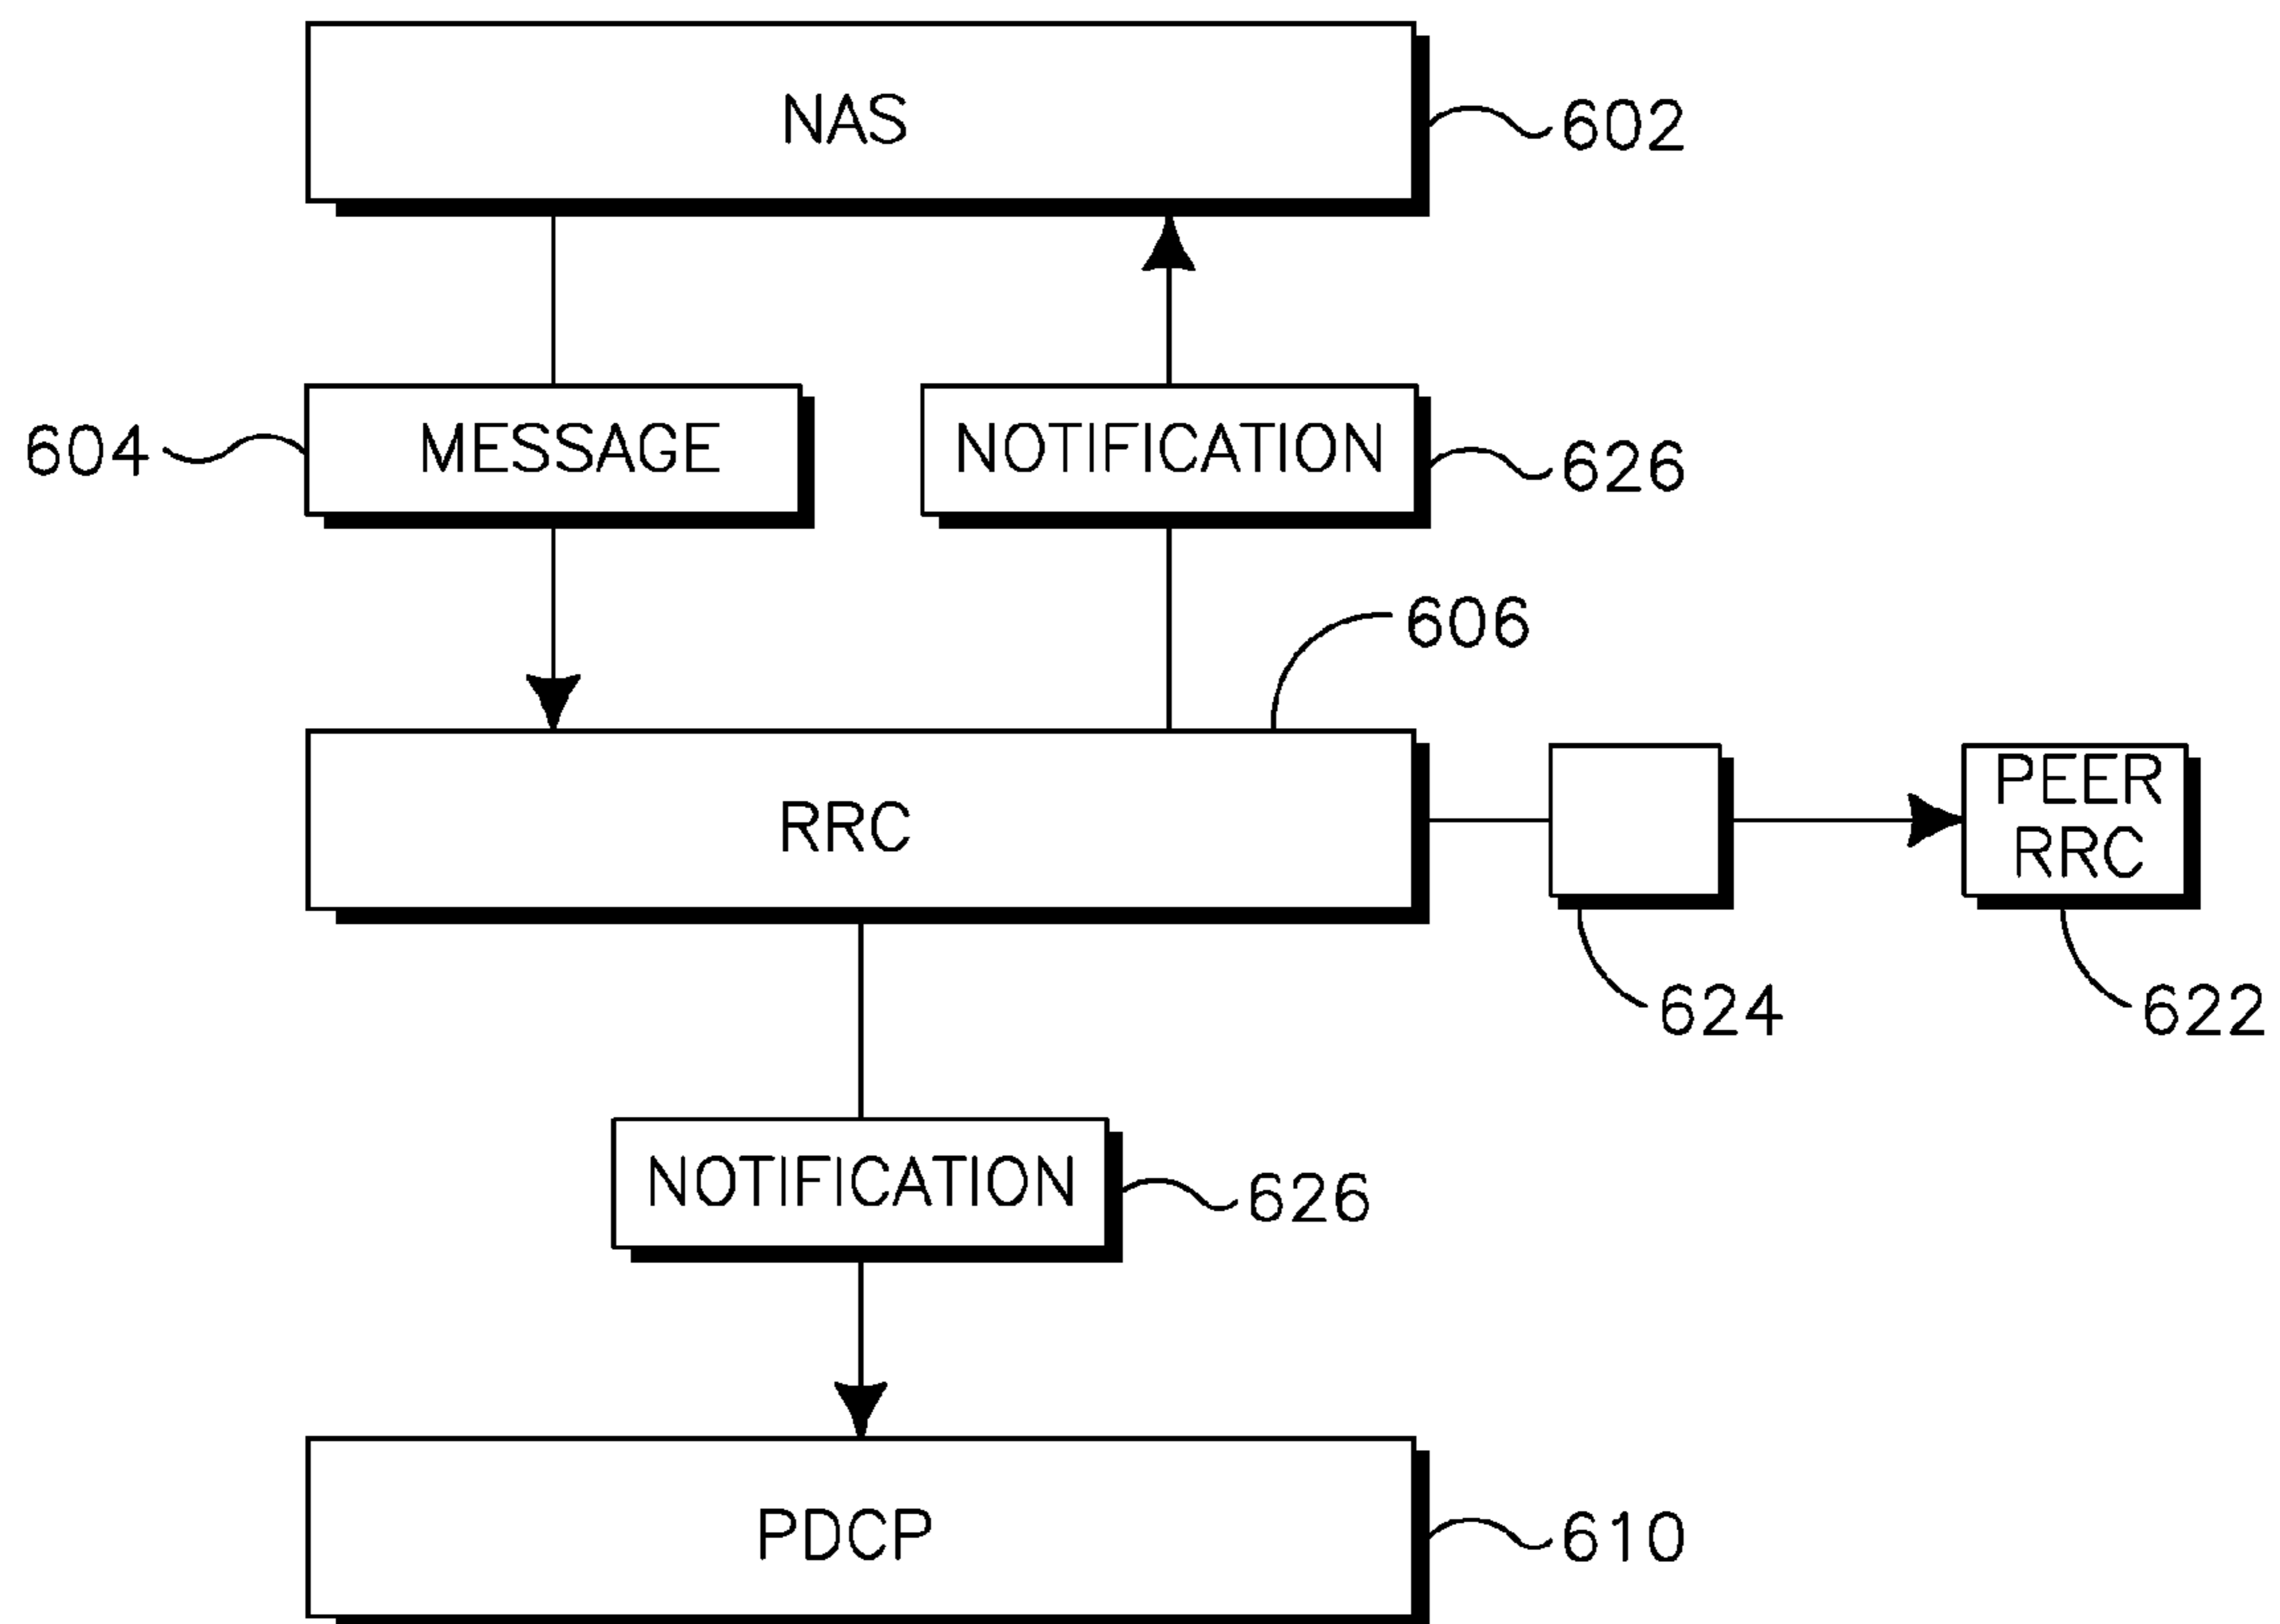 NAS
602
604
MESSAGE
NOTIFICATION
626
606
RRC
PEER
RRC
624
622
NOTIFICATION
626
PDCP
610